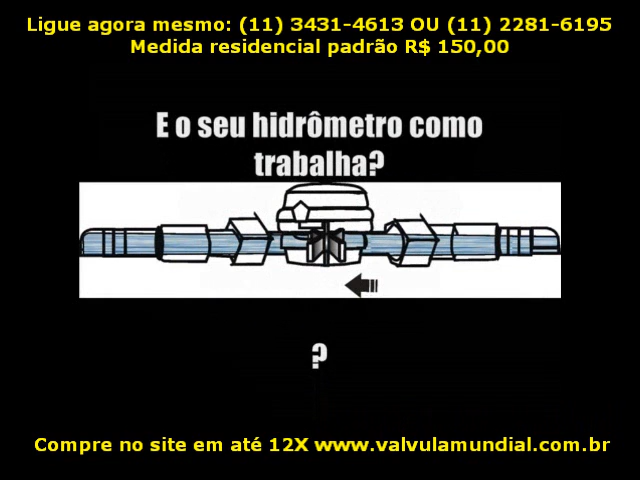 Ligue agora mesmo: (11) 3431-4613 OU (11) 2281-6195
Medida residencial padrão R$ 150,00
E o seu hidrômetro como
trabalha?
?
Compre no site em até 12X www.valvulamundial.com.br